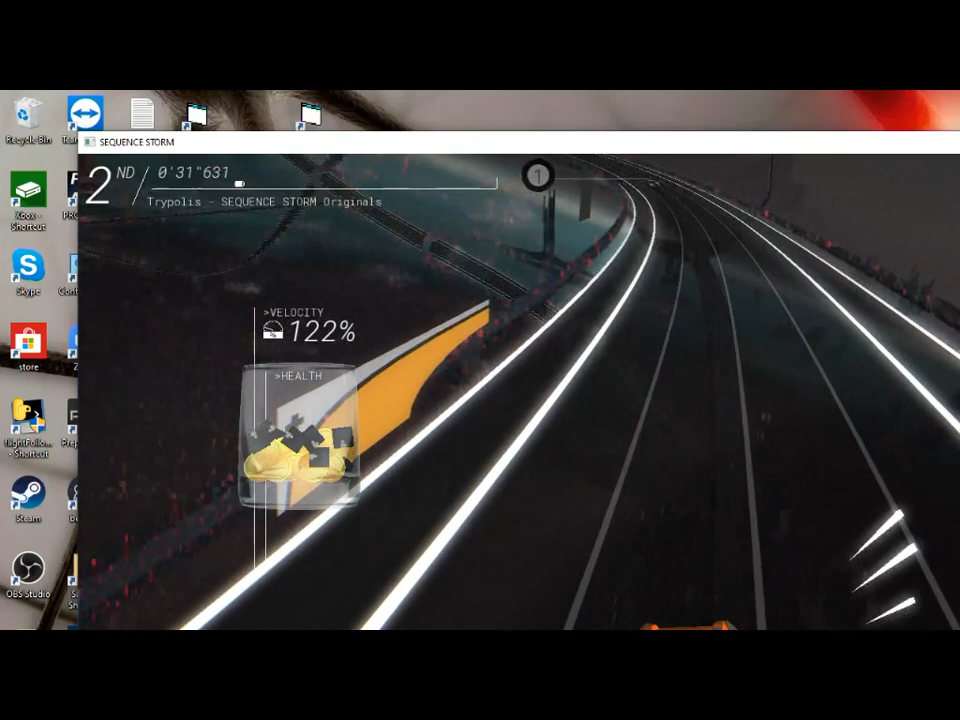 SEQUENCE STORM
2ND / 0'31"631
Trypolis - SEQUENCE STORM Originals
1
>VELOCITY
122%
>HEALTH
Recycle Bin
Xbox -
Shortcut
Skype
store
flightFollo...
- Shortcut
Steam
OBS Studio